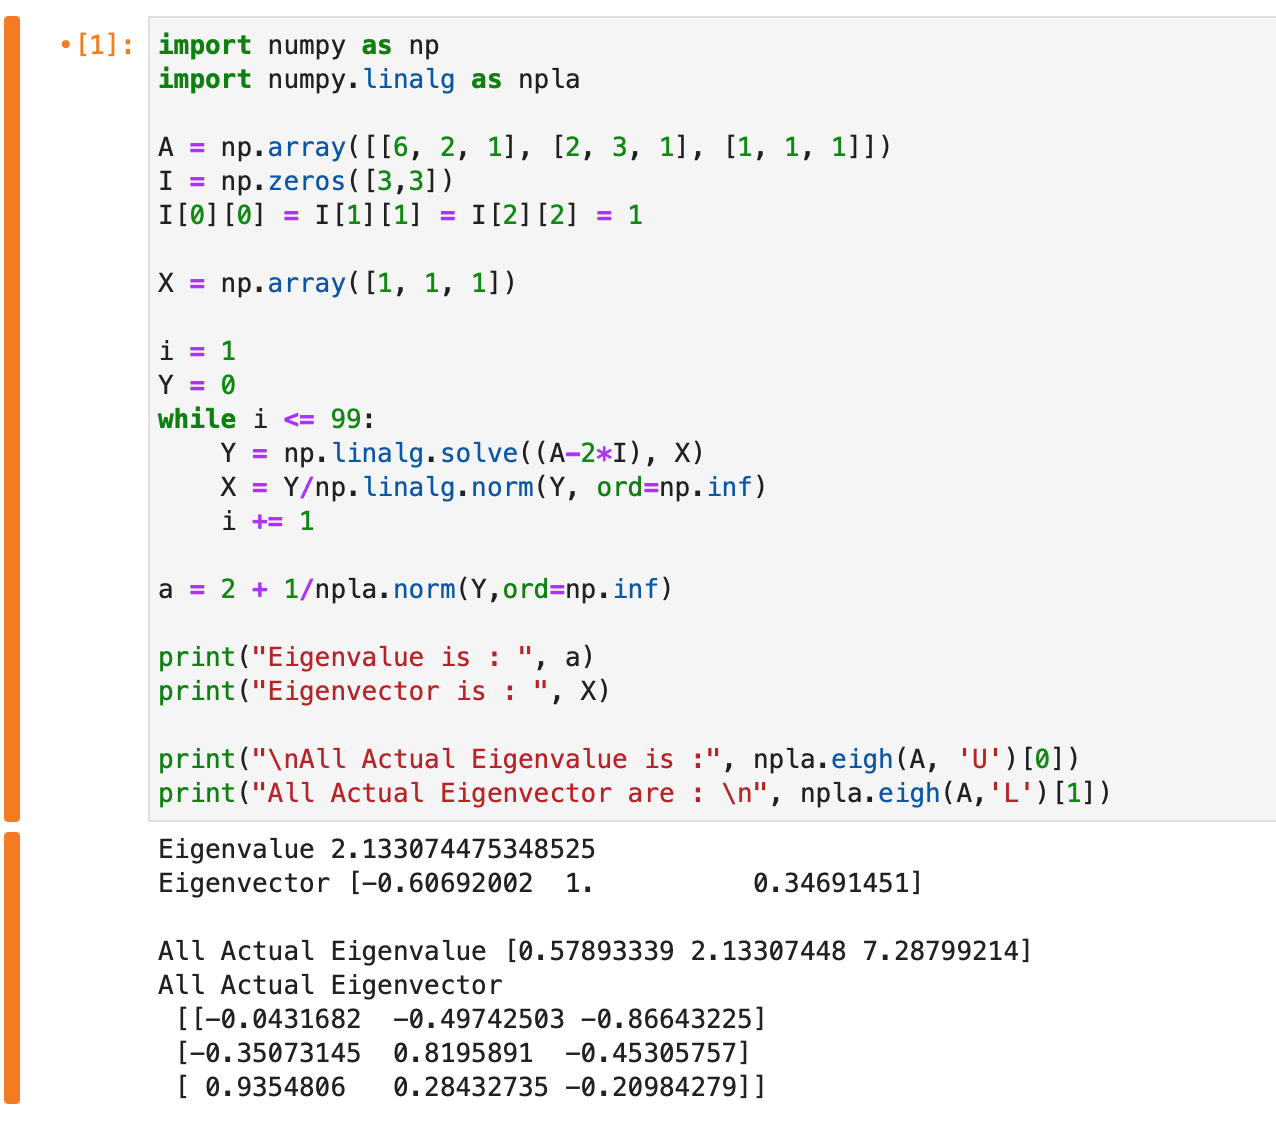 •[1]:
import numpy as np
import numpy.linalg as npla

A = np.array([[6, 2, 1], [2, 3, 1], [1, 1, 1]])
I = np.zeros([3,3])
I[0][0] = I[1][1] = I[2][2] = 1

X = np.array([1, 1, 1])

i = 1
Y = 0
while i <= 99:
    Y = np.linalg.solve((A-2*I), X)
    X = Y/np.linalg.norm(Y, ord=np.inf)
    i += 1

a = 2 + 1/npla.norm(Y,ord=np.inf)

print("Eigenvalue is : ", a)
print("Eigenvector is : ", X)

print("\nAll Actual Eigenvalue is :", npla.eigh(A, 'U')[0])
print("All Actual Eigenvector are : \n", npla.eigh(A,'L')[1])
Eigenvalue 2.133074475348525
Eigenvector [-0.60692002  1.          0.34691451]

All Actual Eigenvalue [0.57893339 2.13307448 7.28799214]
All Actual Eigenvector
 [[-0.0431682  -0.49742503 -0.86643225]
 [-0.35073145  0.8195891  -0.45305757]
 [ 0.9354806   0.28432735 -0.20984279]]